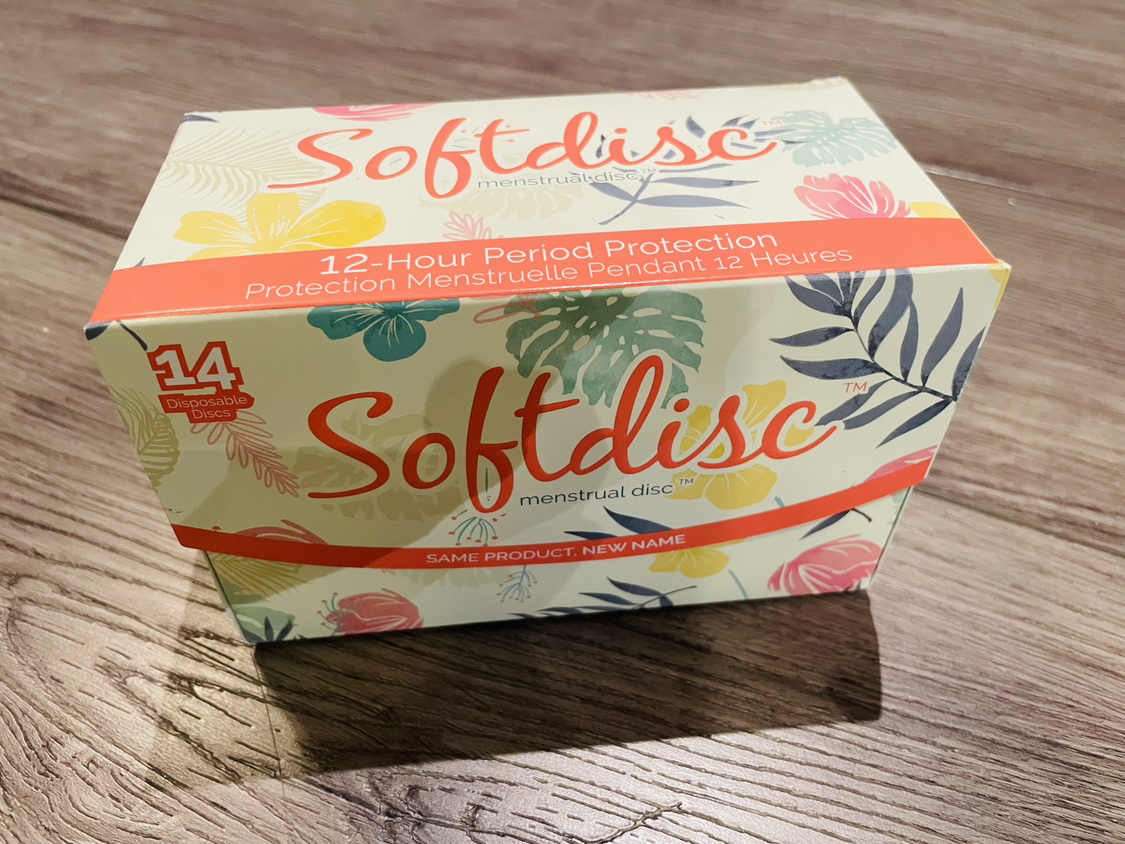 Softdisc™
menstrual disc™
12-Hour Period Protection
Protection Menstruelle Pendant 12 Heures
14
Disposable
Discs
Softdisc™
menstrual disc™
SAME PRODUCT, NEW NAME